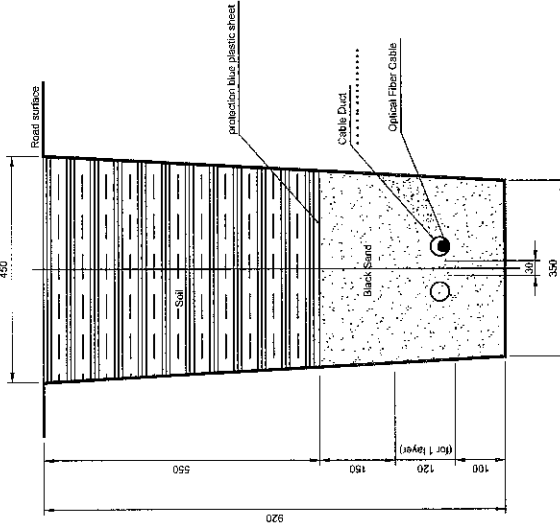 Road surface
450
protection blue plastic sheet
Cable Duct
Optical Fiber Cable
Soil
Black Sand
550
150
120
(for 1 layer)
100
920
30
350